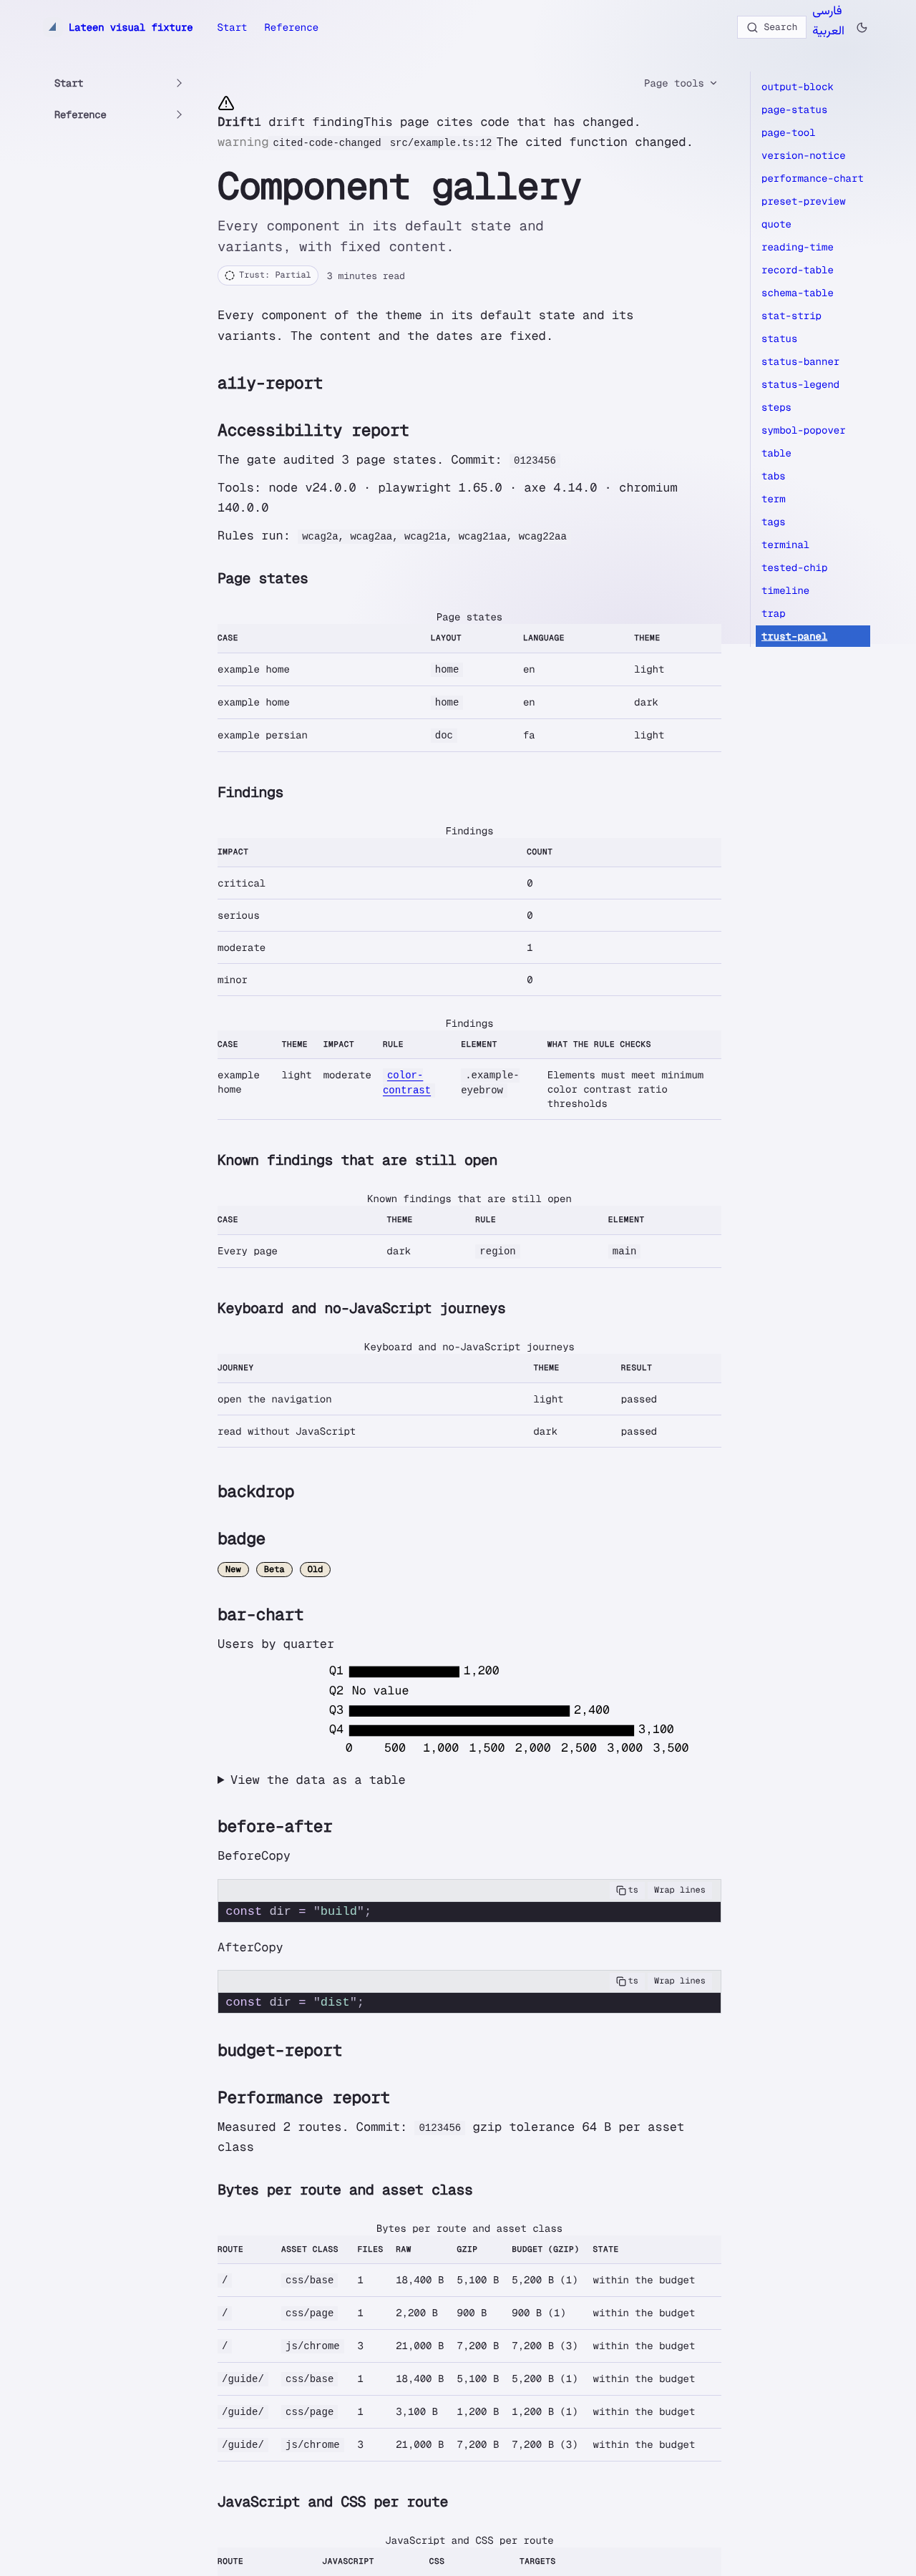 Lateen visual fixture Start Reference Search فارسی
العربية
Start
Reference
Page tools
Drift1 drift findingThis page cites code that has changed.
warning cited-code-changed src/example.ts:12 The cited function changed.
Component gallery
Every component in its default state and
variants, with fixed content.
Trust: Partial 3 minutes read
Every component of the theme in its default state and its
variants. The content and the dates are fixed.
a11y-report
Accessibility report
The gate audited 3 page states. Commit: 0123456
Tools: node v24.0.0 · playwright 1.65.0 · axe 4.14.0 · chromium
140.0.0
Rules run: wcag2a, wcag2aa, wcag21a, wcag21aa, wcag22aa
Page states
Page states
CASE LAYOUT LANGUAGE THEME
example home home en light
example home home en dark
example persian doc fa light
Findings
Findings
IMPACT COUNT
critical 0
serious 0
moderate 1
minor 0
Findings
CASE THEME IMPACT RULE ELEMENT WHAT THE RULE CHECKS
example home light moderate color-contrast .example-eyebrow Elements must meet minimum color contrast ratio thresholds
Known findings that are still open
Known findings that are still open
CASE THEME RULE ELEMENT
Every page dark region main
Keyboard and no-JavaScript journeys
Keyboard and no-JavaScript journeys
JOURNEY THEME RESULT
open the navigation light passed
read without JavaScript dark passed
backdrop
badge
New Beta Old
bar-chart
Users by quarter
Q1 1,200
Q2 No value
Q3 2,400
Q4 3,100
0 500 1,000 1,500 2,000 2,500 3,000 3,500
View the data as a table
before-after
BeforeCopy
ts Wrap lines
const dir = "build";
AfterCopy
ts Wrap lines
const dir = "dist";
budget-report
Performance report
Measured 2 routes. Commit: 0123456 gzip tolerance 64 B per asset
class
Bytes per route and asset class
Bytes per route and asset class
ROUTE ASSET CLASS FILES RAW GZIP BUDGET (GZIP) STATE
/ css/base 1 18,400 B 5,100 B 5,200 B (1) within the budget
/ css/page 1 2,200 B 900 B 900 B (1) within the budget
/ js/chrome 3 21,000 B 7,200 B 7,200 B (3) within the budget
/guide/ css/base 1 18,400 B 5,100 B 5,200 B (1) within the budget
/guide/ css/page 1 3,100 B 1,200 B 1,200 B (1) within the budget
/guide/ js/chrome 3 21,000 B 7,200 B 7,200 B (3) within the budget
JavaScript and CSS per route
JavaScript and CSS per route
ROUTE JAVASCRIPT CSS TARGETS
output-block
page-status
page-tool
version-notice
performance-chart
preset-preview
quote
reading-time
record-table
schema-table
stat-strip
status
status-banner
status-legend
steps
symbol-popover
table
tabs
term
tags
terminal
tested-chip
timeline
trap
trust-panel